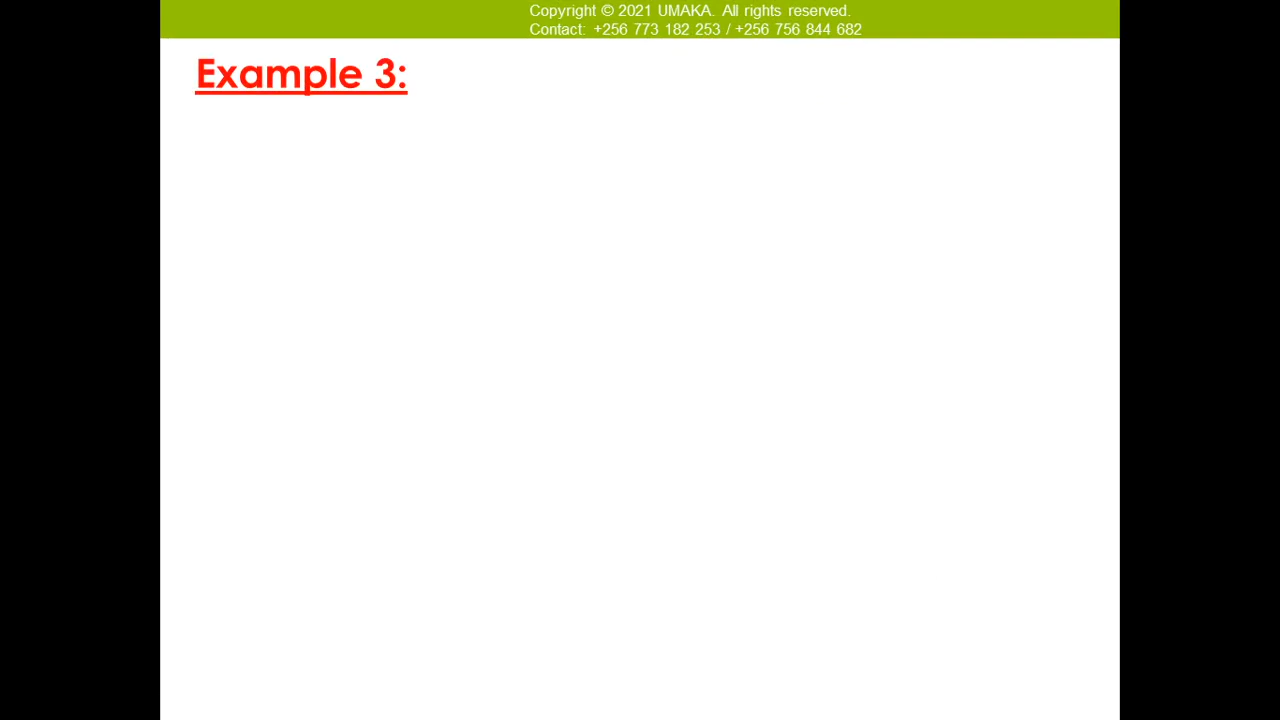 Copyright © 2021 UMAKA. All rights reserved.
Contact: +256 773 182 253 / +256 756 844 682
Example 3: